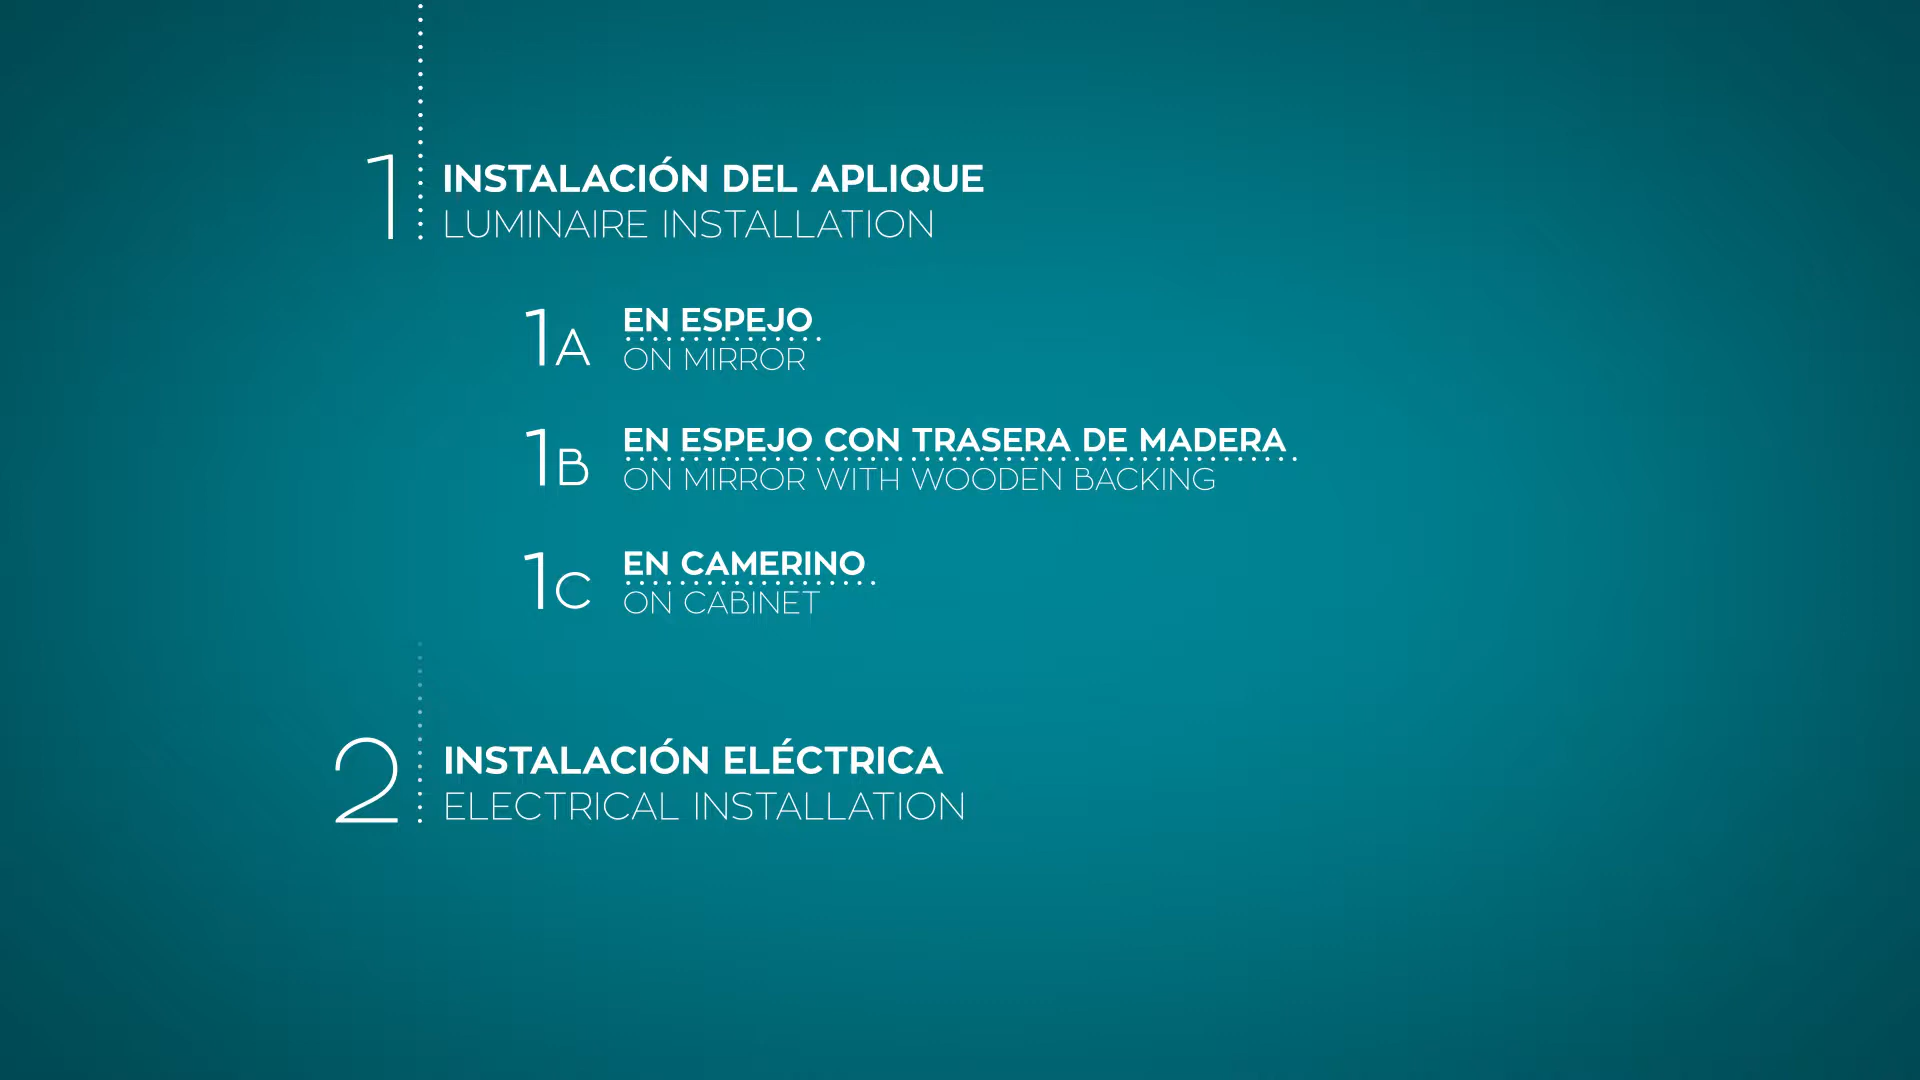 1 INSTALACIÓN DEL APLIQUE
LUMINAIRE INSTALLATION
1A EN ESPEJO
ON MIRROR
1B EN ESPEJO CON TRASERA DE MADERA
ON MIRROR WITH WOODEN BACKING
1C EN CAMERINO
ON CABINET
2 INSTALACIÓN ELÉCTRICA
ELECTRICAL INSTALLATION